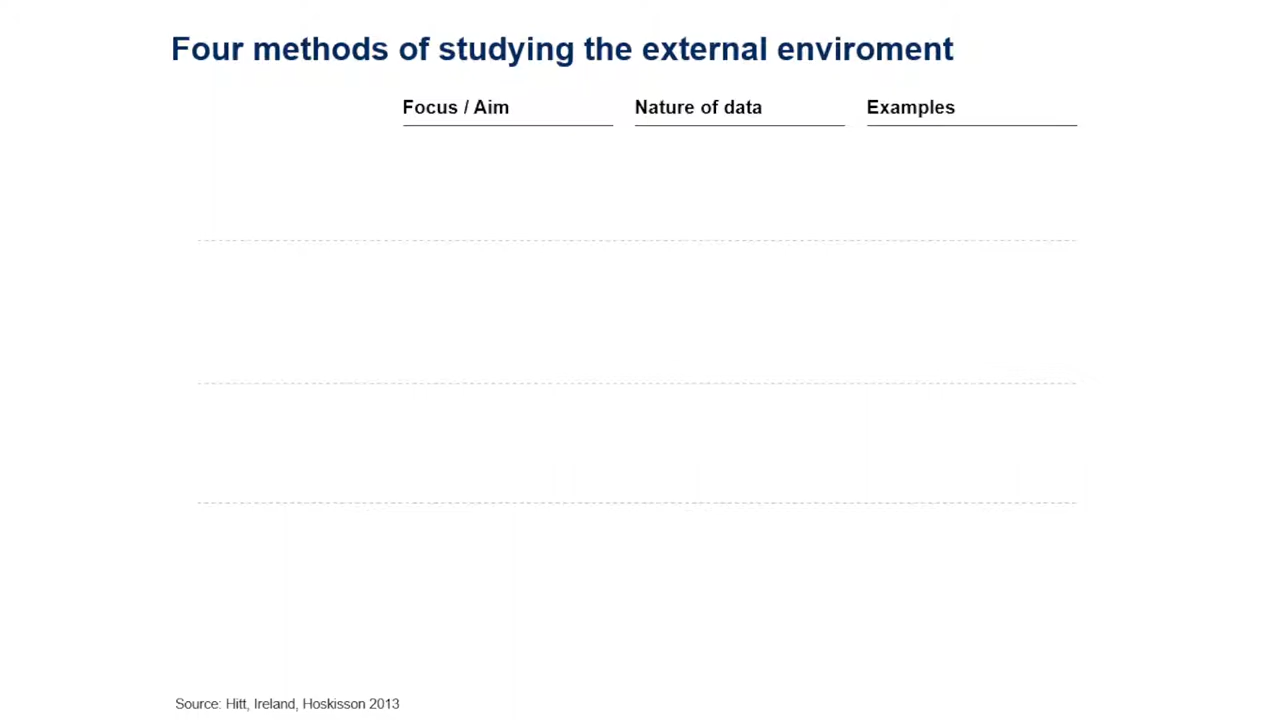 Four methods of studying the external enviroment
Focus / Aim
Nature of data
Examples
Source: Hitt, Ireland, Hoskisson 2013